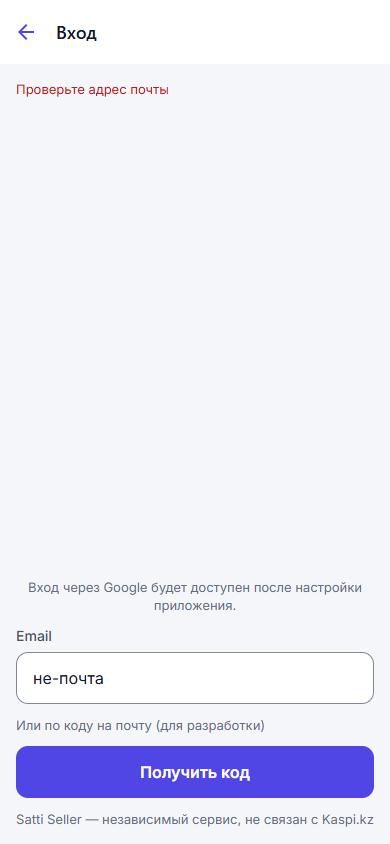 Вход
Проверьте адрес почты
Вход через Google будет доступен после настройки
приложения.
Email
не-почта
Или по коду на почту (для разработки)
Получить код
Satti Seller — независимый сервис, не связан с Kaspi.kz